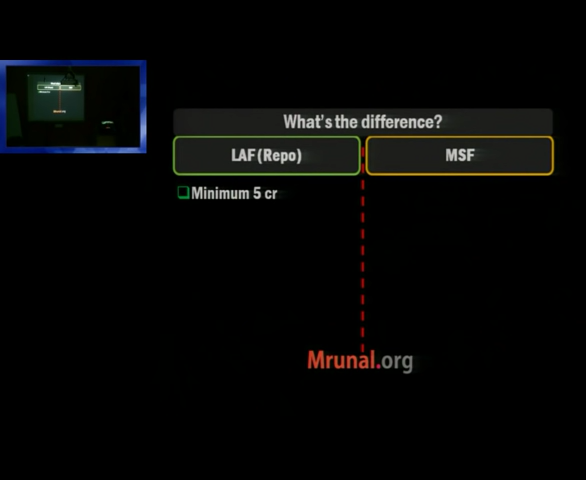 What's the difference?
LAF (Repo)
MSF
Minimum 5 cr
Mrunal.org